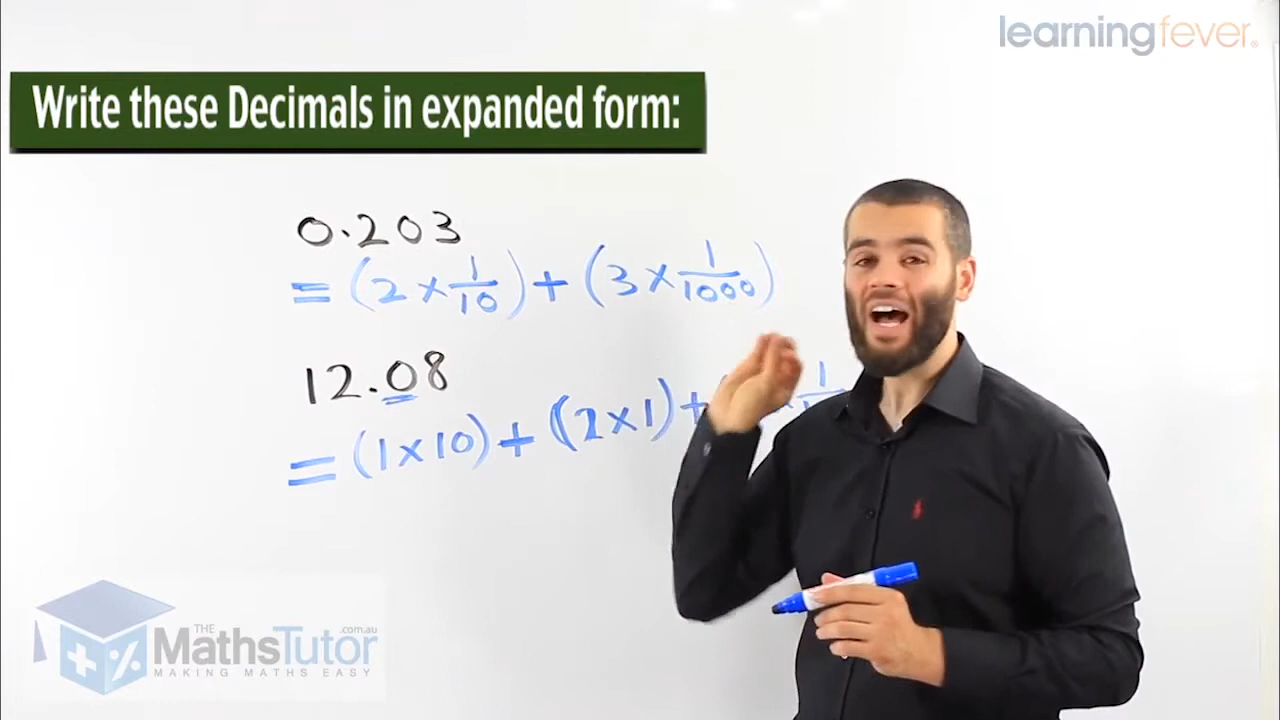 learningfever®
Write these Decimals in expanded form:
0.203
= (2 × 1/10) + (3 × 1/1000)
12.08
= (1 × 10) + (2 × 1) +
THE MathsTutor .com.au
MAKING MATHS EASY